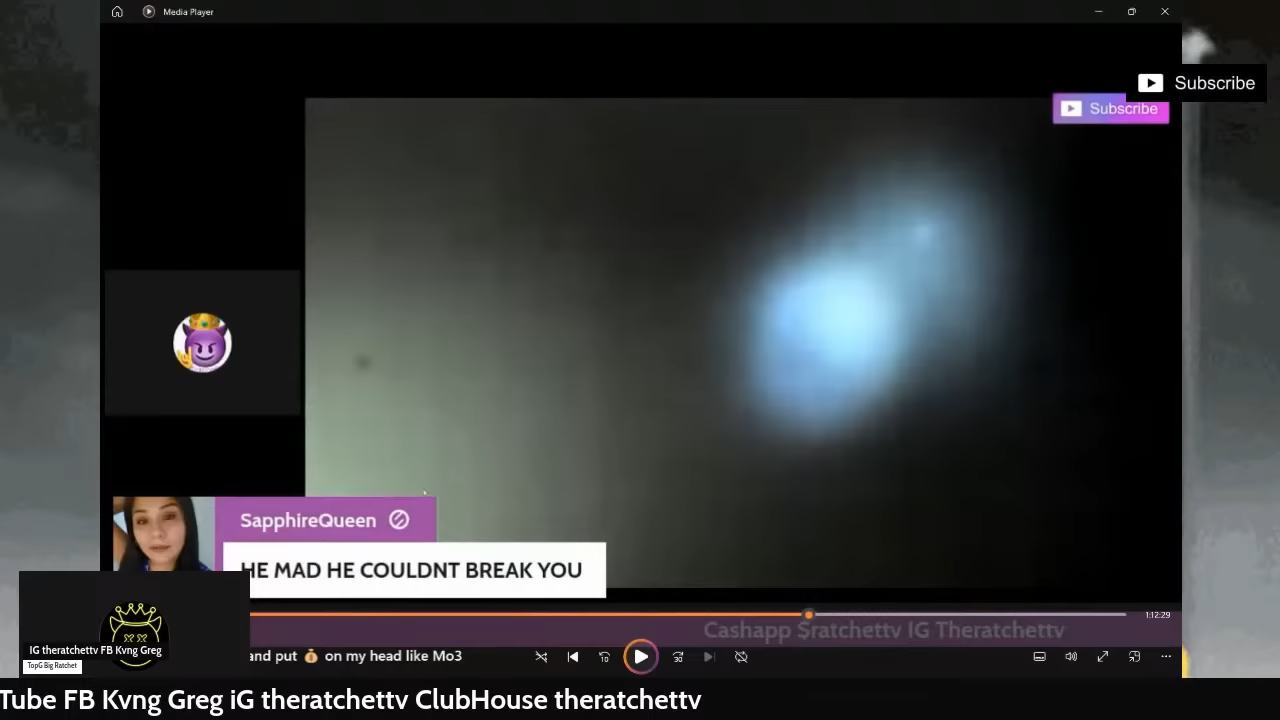 Media Player
Subscribe
Subscribe
SapphireQueen
HE MAD HE COULDNT BREAK YOU
1:12:29
Cashapp $ratchettv IG Theratchettv
IG theratchettv FB Kvng Greg
TopG Big Ratchet
and put 💰 on my head like Mo3
10
30
Tube FB Kvng Greg iG theratchettv ClubHouse theratchettv